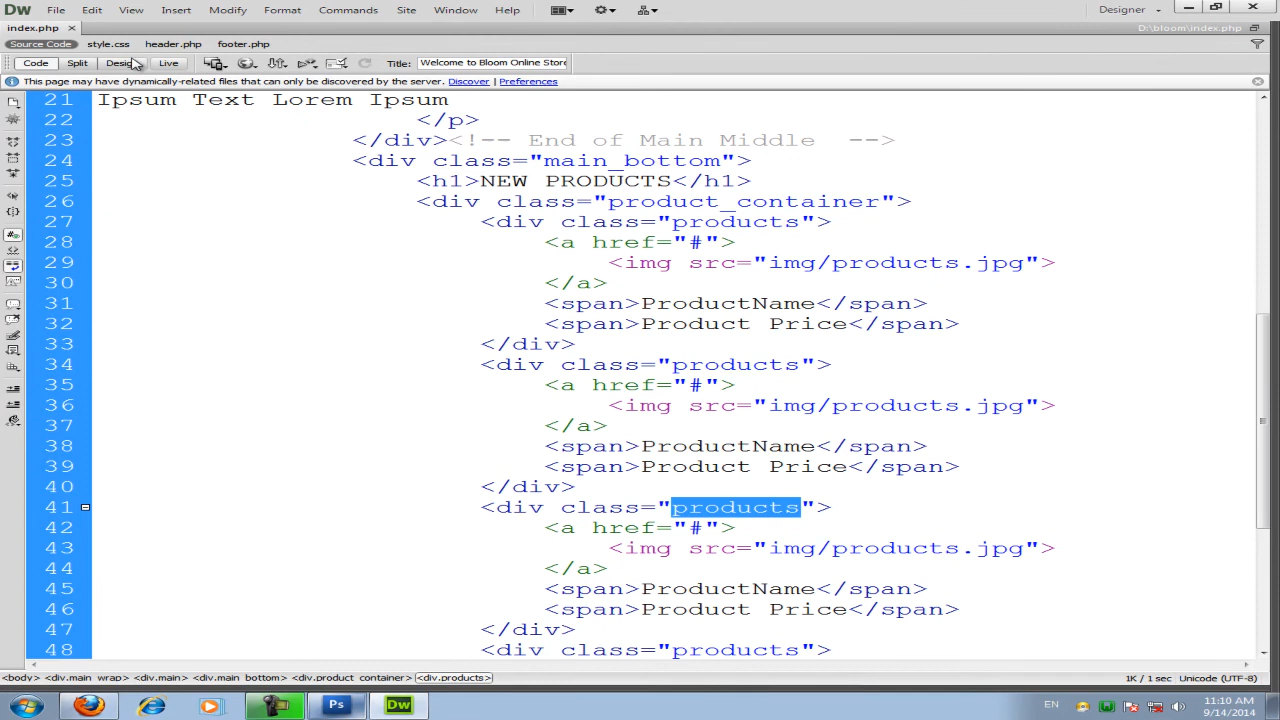 Dw File Edit View Insert Modify Format Commands Site Window Help Designer
index.php D:\bloom\index.php
Source Code style.css header.php footer.php
Code Split Design Live Title: Welcome to Bloom Online Store
This page may have dynamically-related files that can only be discovered by the server. Discover | Preferences
21 Ipsum Text Lorem Ipsum
22 </p>
23 </div><!-- End of Main Middle -->
24 <div class="main_bottom">
25 <h1>NEW PRODUCTS</h1>
26 <div class="product_container">
27 <div class="products">
28 <a href="#">
29 <img src="img/products.jpg">
30 </a>
31 <span>ProductName</span>
32 <span>Product Price</span>
33 </div>
34 <div class="products">
35 <a href="#">
36 <img src="img/products.jpg">
37 </a>
38 <span>ProductName</span>
39 <span>Product Price</span>
40 </div>
41 <div class="products">
42 <a href="#">
43 <img src="img/products.jpg">
44 </a>
45 <span>ProductName</span>
46 <span>Product Price</span>
47 </div>
48 <div class="products">
<body> <div.main_wrap> <div.main> <div.main_bottom> <div.product_container> <div.products> 1K / 1 sec Unicode (UTF-8)
Ps Dw EN 11:10 AM
9/14/2014